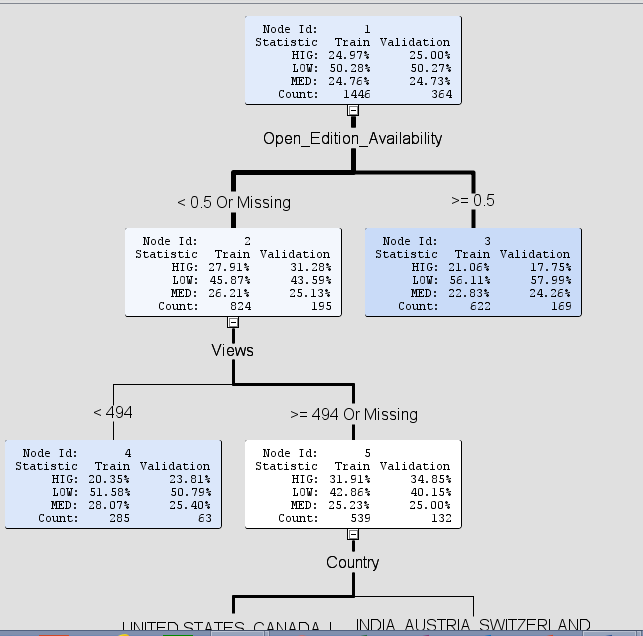 Node Id: 1
Statistic Train Validation
HIG: 24.97% 25.00%
LOW: 50.28% 50.27%
MED: 24.76% 24.73%
Count: 1446 364
Open_Edition_Availability
< 0.5 Or Missing
>= 0.5
Node Id: 2
Statistic Train Validation
HIG: 27.91% 31.28%
LOW: 45.87% 43.59%
MED: 26.21% 25.13%
Count: 824 195
Node Id: 3
Statistic Train Validation
HIG: 21.06% 17.75%
LOW: 56.11% 57.99%
MED: 22.83% 24.26%
Count: 622 169
Views
< 494
>= 494 Or Missing
Node Id: 4
Statistic Train Validation
HIG: 20.35% 23.81%
LOW: 51.58% 50.79%
MED: 28.07% 25.40%
Count: 285 63
Node Id: 5
Statistic Train Validation
HIG: 31.91% 34.85%
LOW: 42.86% 40.15%
MED: 25.23% 25.00%
Count: 539 132
Country
UNITED STATES, CANADA,
INDIA, AUSTRIA, SWITZERLAND